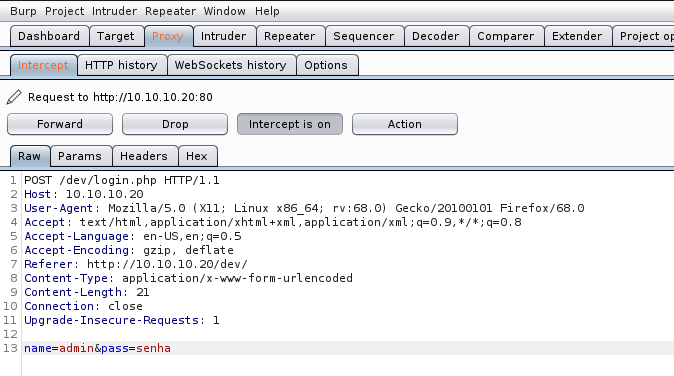 Burp Project Intruder Repeater Window Help
Dashboard Target Proxy Intruder Repeater Sequencer Decoder Comparer Extender Project op
Intercept HTTP history WebSockets history Options
Request to http://10.10.10.20:80
Forward Drop Intercept is on Action
Raw Params Headers Hex
1 POST /dev/login.php HTTP/1.1
2 Host: 10.10.10.20
3 User-Agent: Mozilla/5.0 (X11; Linux x86_64; rv:68.0) Gecko/20100101 Firefox/68.0
4 Accept: text/html,application/xhtml+xml,application/xml;q=0.9,*/*;q=0.8
5 Accept-Language: en-US,en;q=0.5
6 Accept-Encoding: gzip, deflate
7 Referer: http://10.10.10.20/dev/
8 Content-Type: application/x-www-form-urlencoded
9 Content-Length: 21
10 Connection: close
11 Upgrade-Insecure-Requests: 1
12
13 name=admin&pass=senha